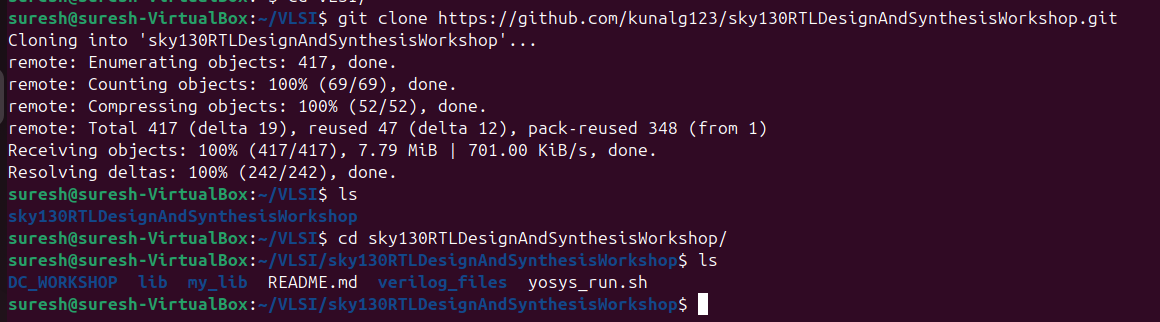 suresh@suresh-VirtualBox:~/VLSI$ git clone https://github.com/kunalg123/sky130RTLDesignAndSynthesisWorkshop.git
Cloning into 'sky130RTLDesignAndSynthesisWorkshop'...
remote: Enumerating objects: 417, done.
remote: Counting objects: 100% (69/69), done.
remote: Compressing objects: 100% (52/52), done.
remote: Total 417 (delta 19), reused 47 (delta 12), pack-reused 348 (from 1)
Receiving objects: 100% (417/417), 7.79 MiB | 701.00 KiB/s, done.
Resolving deltas: 100% (242/242), done.
suresh@suresh-VirtualBox:~/VLSI$ ls
sky130RTLDesignAndSynthesisWorkshop
suresh@suresh-VirtualBox:~/VLSI$ cd sky130RTLDesignAndSynthesisWorkshop/
suresh@suresh-VirtualBox:~/VLSI/sky130RTLDesignAndSynthesisWorkshop$ ls
DC_WORKSHOP lib my_lib README.md verilog_files yosys_run.sh
suresh@suresh-VirtualBox:~/VLSI/sky130RTLDesignAndSynthesisWorkshop$